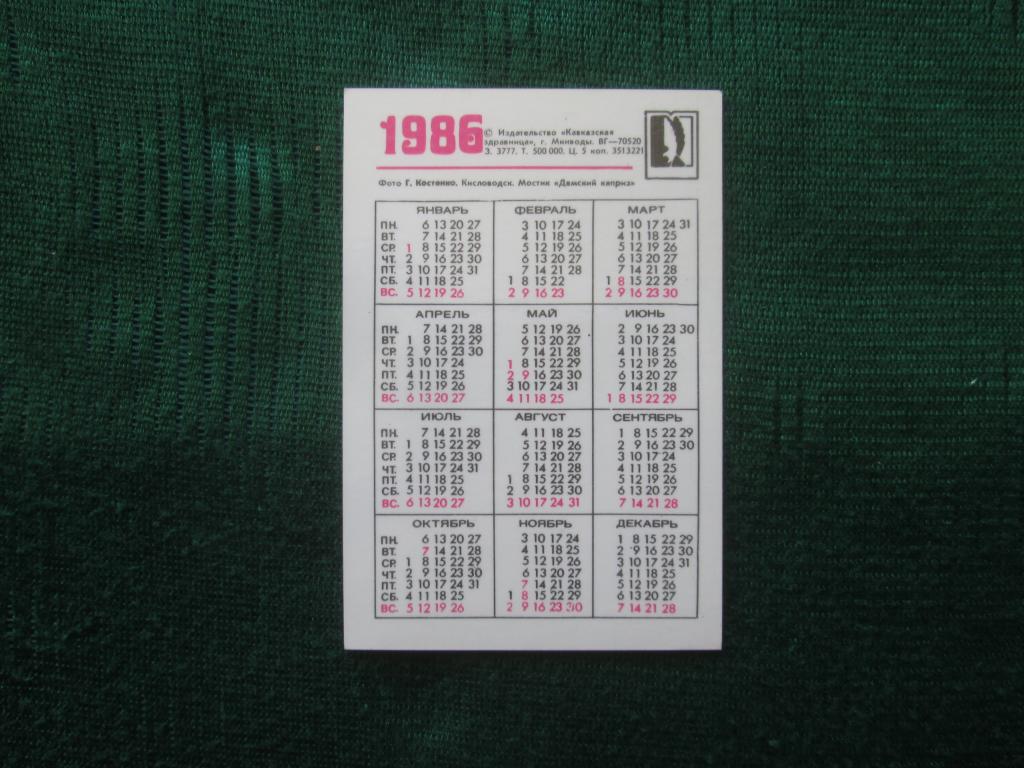 1986
© Издательство «Кавказская
здравница», г. Минводы. ВГ—70520
З. 3777. Т. 500 000. Ц. 5 коп. 3513221
Фото Г. Костенко. Кисловодск. Мостик «Дамский каприз»
ЯНВАРЬ ФЕВРАЛЬ МАРТ
ПН. 6 13 20 27 3 10 17 24 3 10 17 24 31
ВТ. 7 14 21 28 4 11 18 25 4 11 18 25
СР. 1 8 15 22 29 5 12 19 26 5 12 19 26
ЧТ. 2 9 16 23 30 6 13 20 27 6 13 20 27
ПТ. 3 10 17 24 31 7 14 21 28 7 14 21 28
СБ. 4 11 18 25 1 8 15 22 1 8 15 22 29
ВС. 5 12 19 26 2 9 16 23 2 9 16 23 30
АПРЕЛЬ МАЙ ИЮНЬ
ПН. 7 14 21 28 5 12 19 26 2 9 16 23 30
ВТ. 1 8 15 22 29 6 13 20 27 3 10 17 24
СР. 2 9 16 23 30 7 14 21 28 4 11 18 25
ЧТ. 3 10 17 24 1 8 15 22 29 5 12 19 26
ПТ. 4 11 18 25 2 9 16 23 30 6 13 20 27
СБ. 5 12 19 26 3 10 17 24 31 7 14 21 28
ВС. 6 13 20 27 4 11 18 25 1 8 15 22 29
ИЮЛЬ АВГУСТ СЕНТЯБРЬ
ПН. 7 14 21 28 4 11 18 25 1 8 15 22 29
ВТ. 1 8 15 22 29 5 12 19 26 2 9 16 23 30
СР. 2 9 16 23 30 6 13 20 27 3 10 17 24
ЧТ. 3 10 17 24 31 7 14 21 28 4 11 18 25
ПТ. 4 11 18 25 1 8 15 22 29 5 12 19 26
СБ. 5 12 19 26 2 9 16 23 30 6 13 20 27
ВС. 6 13 20 27 3 10 17 24 31 7 14 21 28
ОКТЯБРЬ НОЯБРЬ ДЕКАБРЬ
ПН. 6 13 20 27 3 10 17 24 1 8 15 22 29
ВТ. 7 14 21 28 4 11 18 25 2 9 16 23 30
СР. 1 8 15 22 29 5 12 19 26 3 10 17 24 31
ЧТ. 2 9 16 23 30 6 13 20 27 4 11 18 25
ПТ. 3 10 17 24 31 7 14 21 28 5 12 19 26
СБ. 4 11 18 25 1 8 15 22 29 6 13 20 27
ВС. 5 12 19 26 2 9 16 23 30 7 14 21 28